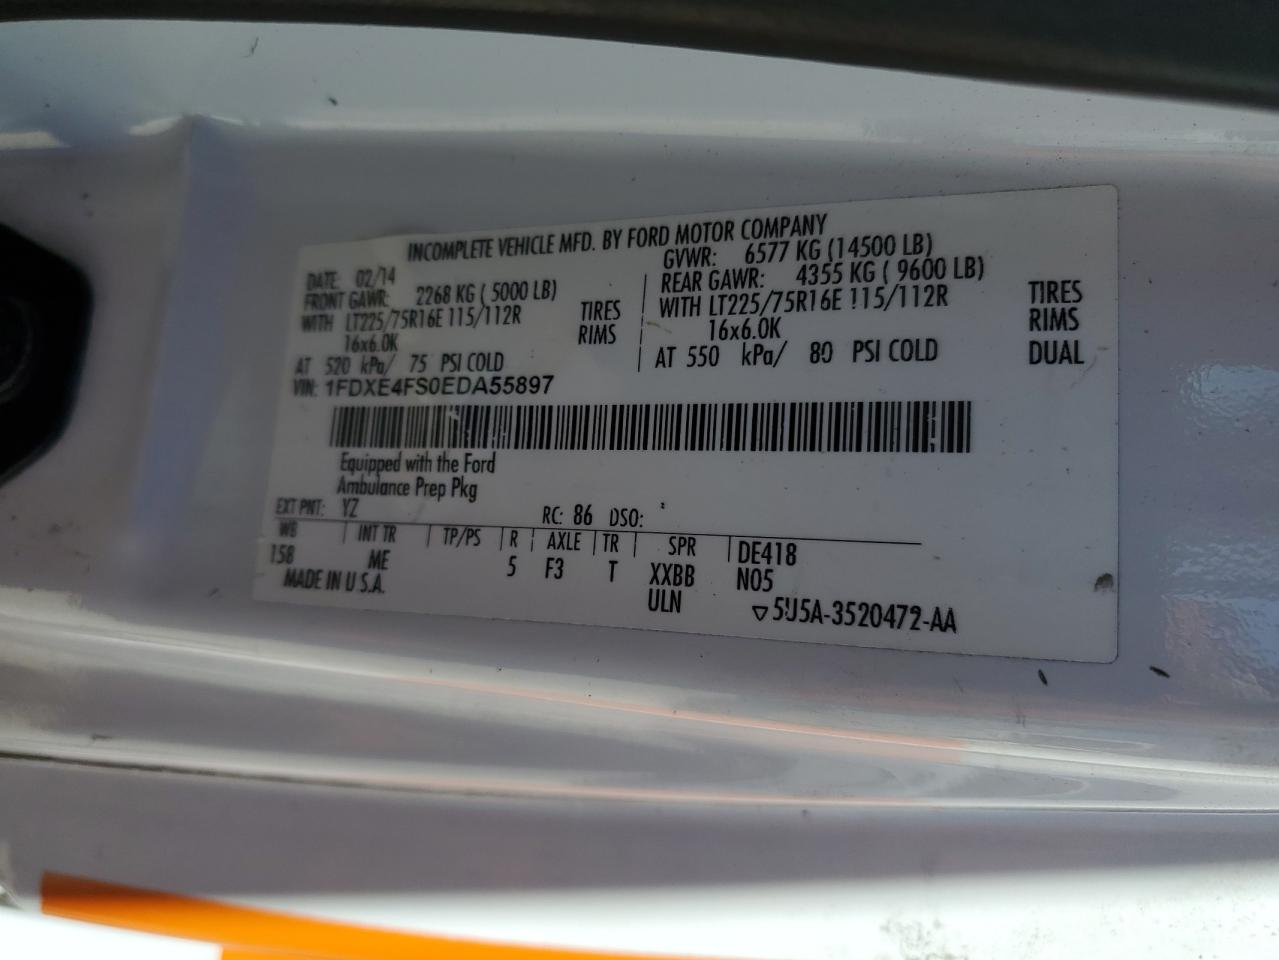 INCOMPLETE VEHICLE MFD. BY FORD MOTOR COMPANY
DATE: 02/14
GVWR: 6577 KG (14500 LB)
FRONT GAWR: 2268 KG ( 5000 LB)
REAR GAWR: 4355 KG ( 9600 LB)
WITH LT225/75R16E 115/112R TIRES
WITH LT225/75R16E 115/112R TIRES
16x6.0K RIMS
16x6.0K RIMS
AT 520 kPa/ 75 PSI COLD
AT 550 kPa/ 80 PSI COLD DUAL
VIN: 1FDXE4FS0EDA55897
Equipped with the Ford
Ambulance Prep Pkg
EXT PNT: YZ RC: 86 DSO:
WB INT TR TP/PS R AXLE TR SPR DE418
158 ME 5 F3 T XXBB N05
MADE IN U.S.A. ULN ▽5U5A-3520472-AA